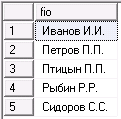 fio
1 Иванов И.И.
2 Петров П.П.
3 Птицын П.П.
4 Рыбин Р.Р.
5 Сидоров С.С.